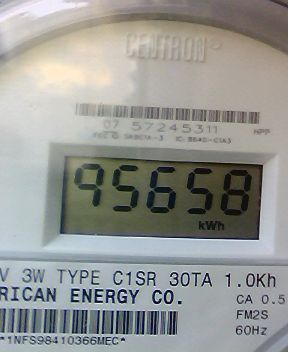 CENTRON
07 57245311 HPP
95658
kWh
V 3W TYPE C1SR 30TA 1.0Kh
RICAN ENERGY CO.
CA 0.5
FM2S
60Hz
*1NFS98410366MEC*